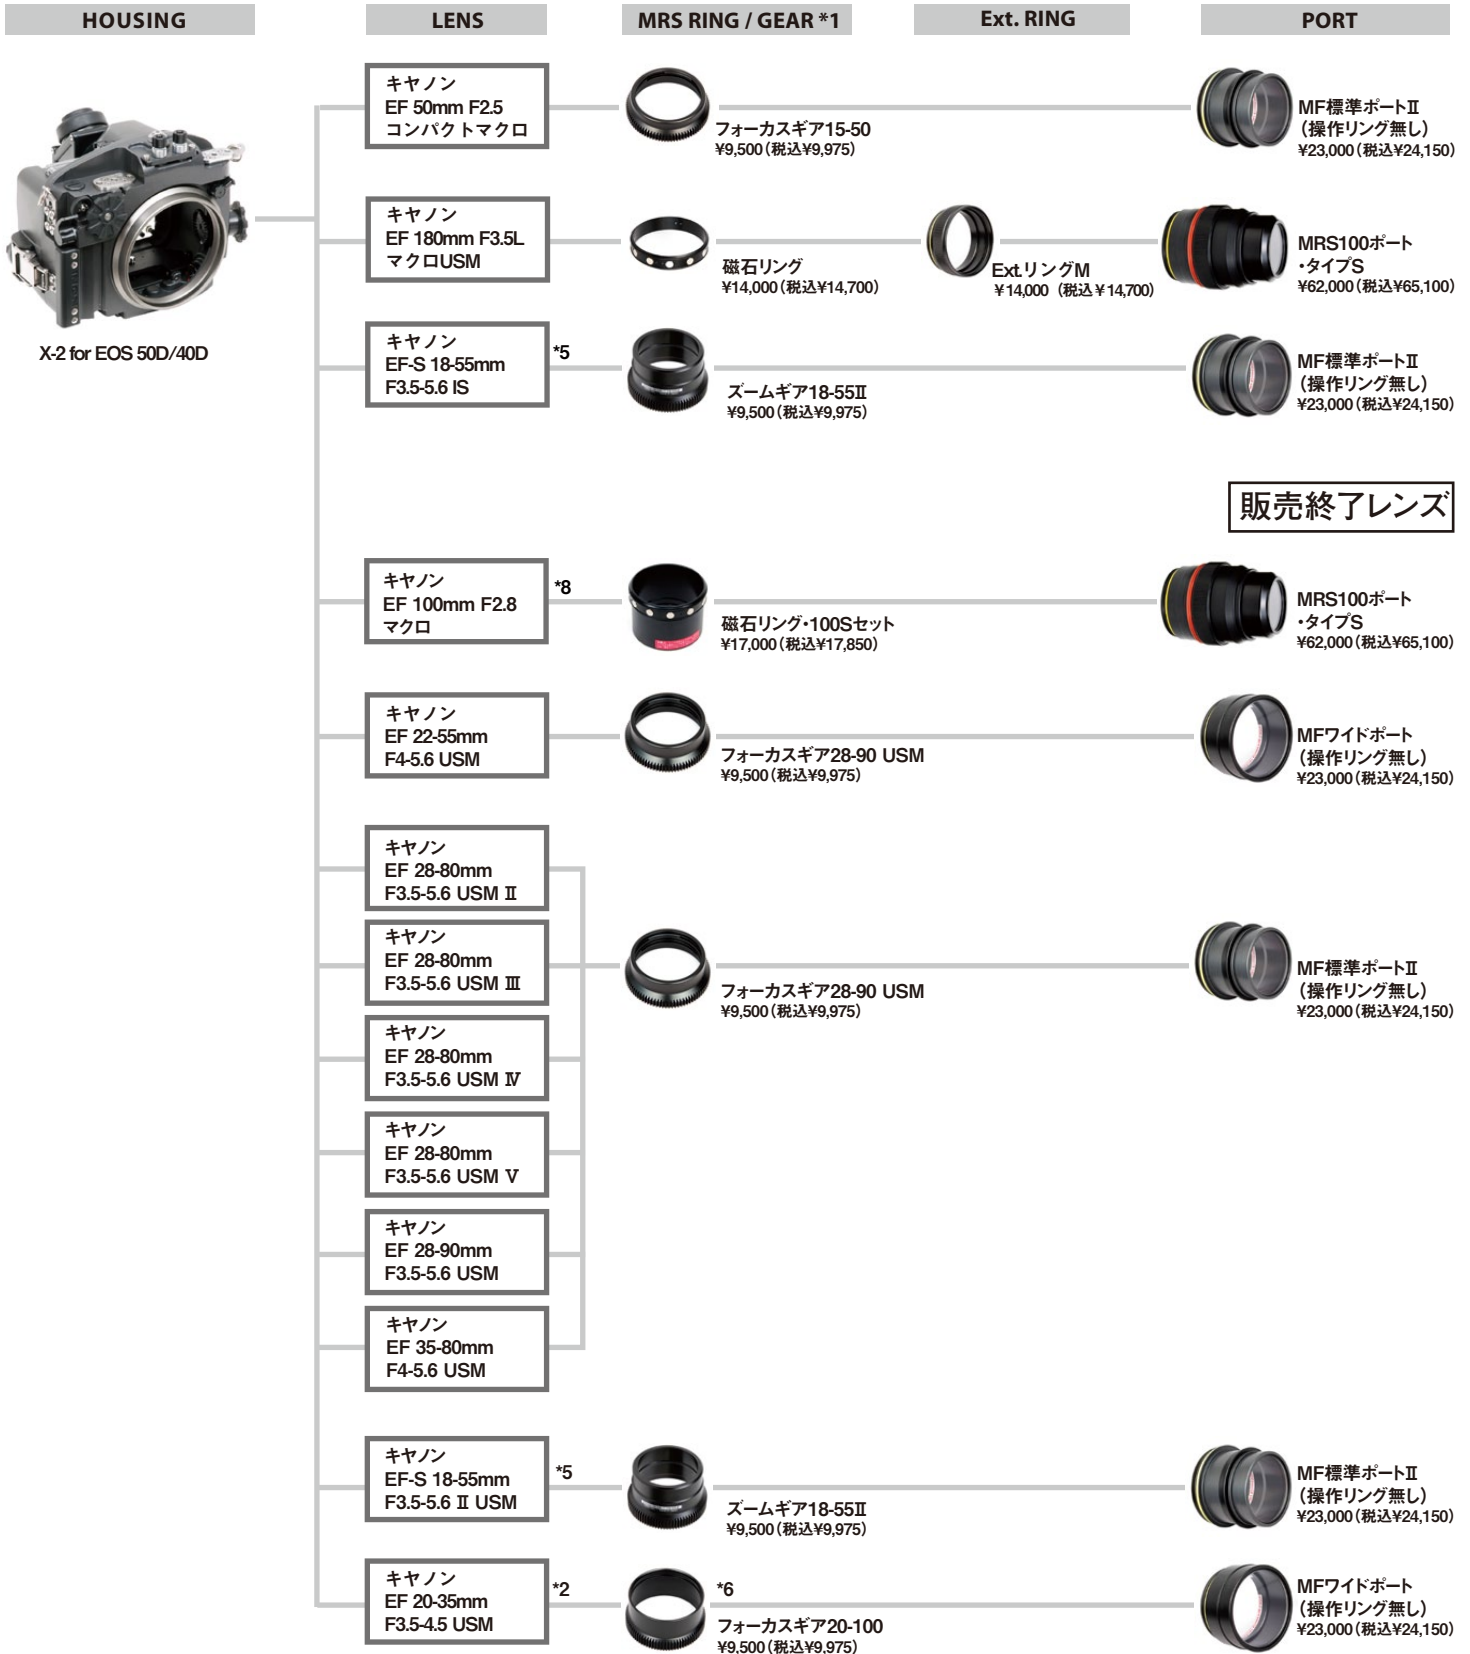 HOUSING
LENS
MRS RING / GEAR *1
Ext. RING
PORT
X-2 for EOS 50D/40D
キヤノン
EF 50mm F2.5
コンパクトマクロ
フォーカスギア15-50
¥9,500(税込¥9,975)
MF標準ポートⅡ
(操作リング無し)
¥23,000(税込¥24,150)
キヤノン
EF 180mm F3.5L
マクロUSM
磁石リング
¥14,000(税込¥14,700)
Ext.リングM
¥14,000 (税込¥14,700)
MRS100ポート
・タイプS
¥62,000(税込¥65,100)
キヤノン
EF-S 18-55mm
F3.5-5.6 IS
*5
ズームギア18-55Ⅱ
¥9,500(税込¥9,975)
MF標準ポートⅡ
(操作リング無し)
¥23,000(税込¥24,150)
販売終了レンズ
キヤノン
EF 100mm F2.8
マクロ
*8
磁石リング・100Sセット
¥17,000(税込¥17,850)
MRS100ポート
・タイプS
¥62,000(税込¥65,100)
キヤノン
EF 22-55mm
F4-5.6 USM
フォーカスギア28-90 USM
¥9,500(税込¥9,975)
MFワイドポート
(操作リング無し)
¥23,000(税込¥24,150)
キヤノン
EF 28-80mm
F3.5-5.6 USM Ⅱ
キヤノン
EF 28-80mm
F3.5-5.6 USM Ⅲ
フォーカスギア28-90 USM
¥9,500(税込¥9,975)
MF標準ポートⅡ
(操作リング無し)
¥23,000(税込¥24,150)
キヤノン
EF 28-80mm
F3.5-5.6 USM Ⅳ
キヤノン
EF 28-80mm
F3.5-5.6 USM Ⅴ
キヤノン
EF 28-90mm
F3.5-5.6 USM
キヤノン
EF 35-80mm
F4-5.6 USM
キヤノン
EF-S 18-55mm
F3.5-5.6 Ⅱ USM
*5
ズームギア18-55Ⅱ
¥9,500(税込¥9,975)
MF標準ポートⅡ
(操作リング無し)
¥23,000(税込¥24,150)
キヤノン
EF 20-35mm
F3.5-4.5 USM
*2
*6
フォーカスギア20-100
¥9,500(税込¥9,975)
MFワイドポート
(操作リング無し)
¥23,000(税込¥24,150)